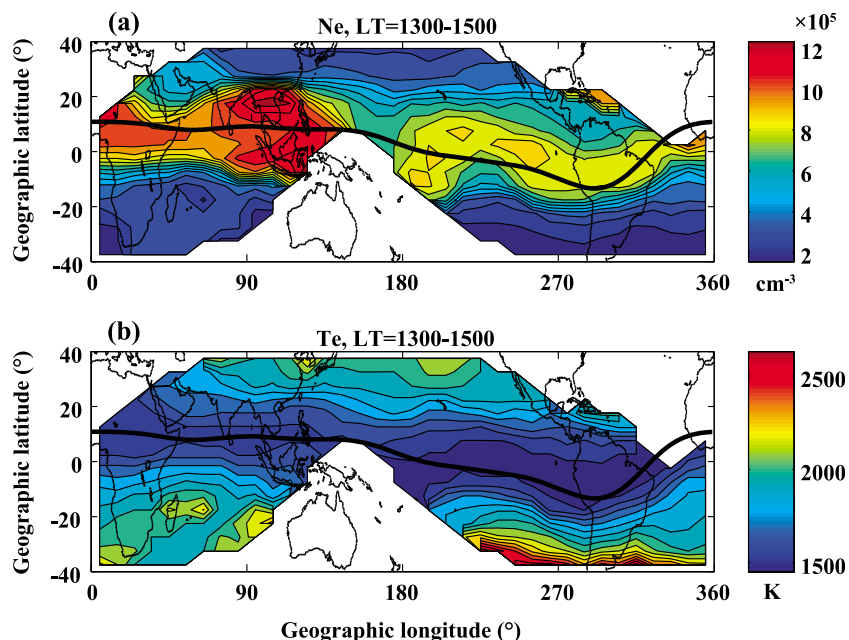 (a) Ne, LT=1300-1500
×10⁵
Geographic latitude (°)
40
20
0
-20
-40
0 90 180 270 360
12
10
8
6
4
2
cm⁻³
(b) Te, LT=1300-1500
Geographic latitude (°)
40
20
0
-20
-40
0 90 180 270 360
2500
2000
1500
K
Geographic longitude (°)